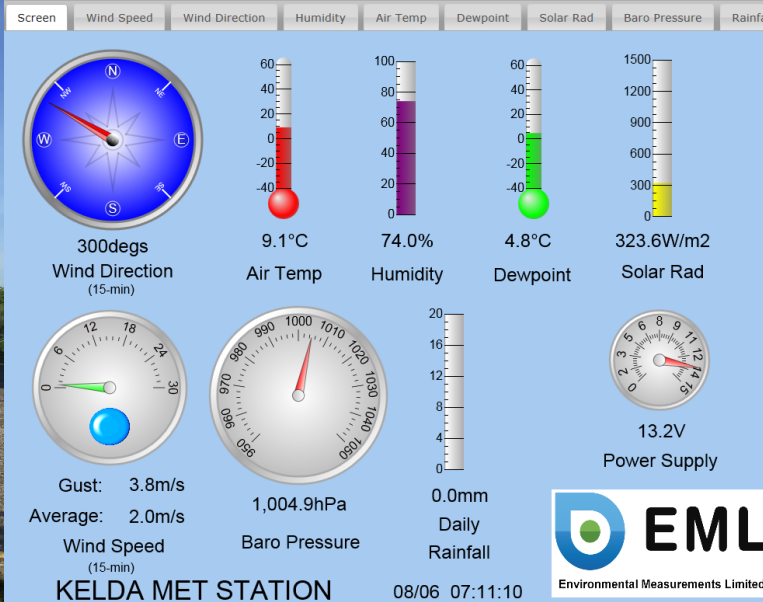 Screen
Wind Speed
Wind Direction
Humidity
Air Temp
Dewpoint
Solar Rad
Baro Pressure
Rainfa
N
NE
E
SE
S
SW
W
NW
300degs
Wind Direction
(15-min)
60
40
20
0
-20
-40
9.1°C
Air Temp
100
80
60
40
20
0
74.0%
Humidity
60
40
20
0
-20
-40
4.8°C
Dewpoint
1500
1200
900
600
300
0
323.6W/m2
Solar Rad
0
6
12
18
24
30
Gust: 3.8m/s
Average: 2.0m/s
Wind Speed
(15-min)
950
960
970
980
990
1000
1010
1020
1030
1040
1050
1,004.9hPa
Baro Pressure
20
16
12
8
4
0
0.0mm
Daily
Rainfall
0
2
3
5
6
8
9
11
12
14
15
13.2V
Power Supply
EML
Environmental Measurements Limited
KELDA MET STATION
08/06 07:11:10